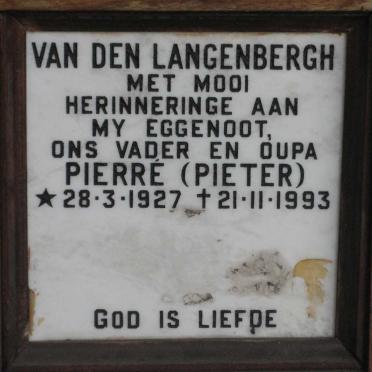 VAN DEN LANGENBERGH
MET MOOI
HERINNERINGE AAN
MY EGGENOOT,
ONS VADER EN OUPA
PIERRÉ (PIETER)
★ 28·3·1927 ✝ 21·11·1993
GOD IS LIEFDE